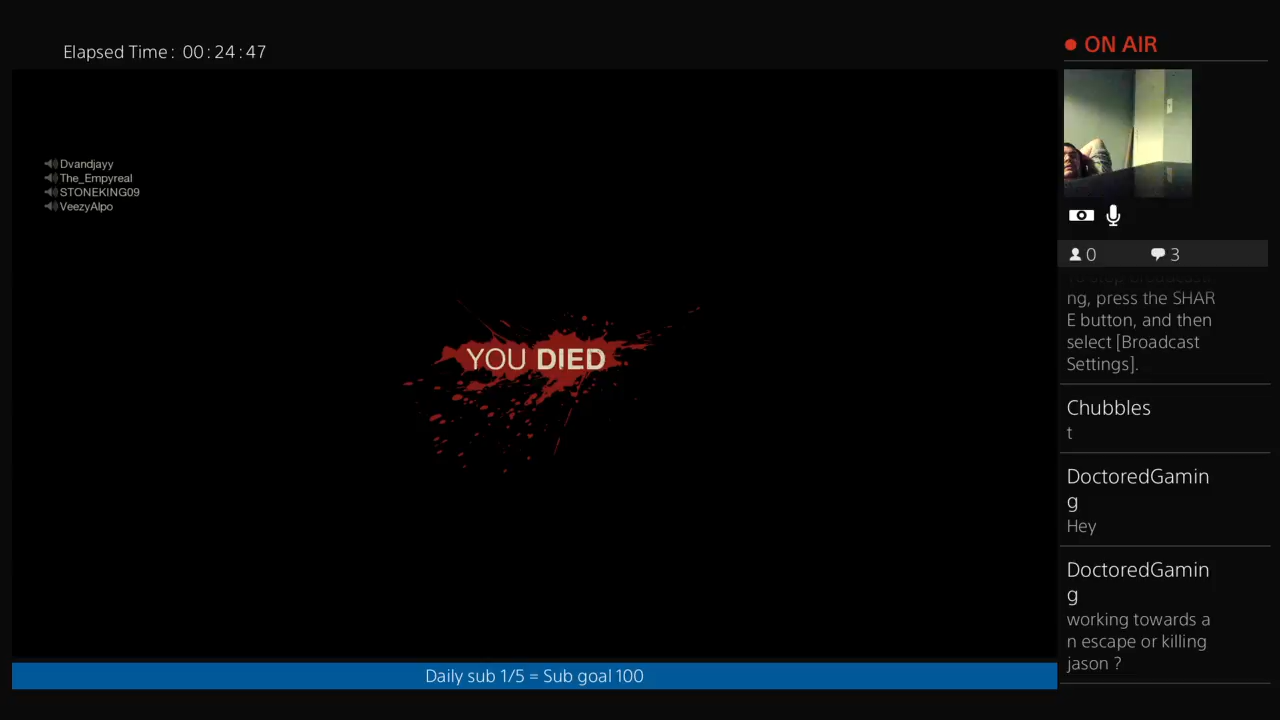 Elapsed Time: 00:24:47
ON AIR
Dvandjayy
The_Empyreal
STONEKING09
VeezyAlpo
0 3
ng, press the SHAR
E button, and then
select [Broadcast
Settings].
Chubbles
t
YOU DIED
DoctoredGamin
g
Hey
DoctoredGamin
g
working towards a
n escape or killing
jason ?
Daily sub 1/5 = Sub goal 100